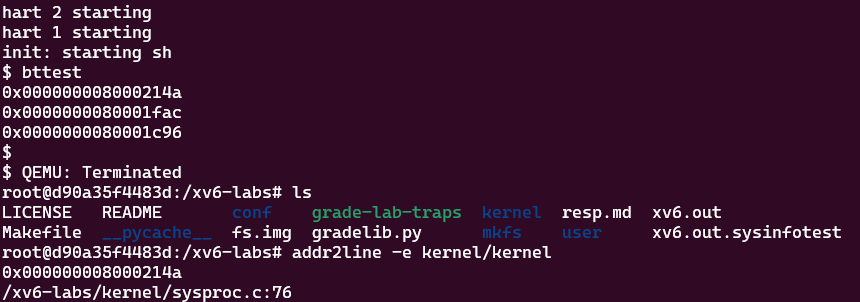 hart 2 starting
hart 1 starting
init: starting sh
$ bttest
0x000000008000214a
0x0000000080001fac
0x0000000080001c96
$
$ QEMU: Terminated
root@d90a35f4483d:/xv6-labs# ls
LICENSE   README       conf    grade-lab-traps  kernel  resp.md  xv6.out
Makefile  __pycache__  fs.img  gradelib.py      mkfs    user     xv6.out.sysinfotest
root@d90a35f4483d:/xv6-labs# addr2line -e kernel/kernel
0x000000008000214a
/xv6-labs/kernel/sysproc.c:76